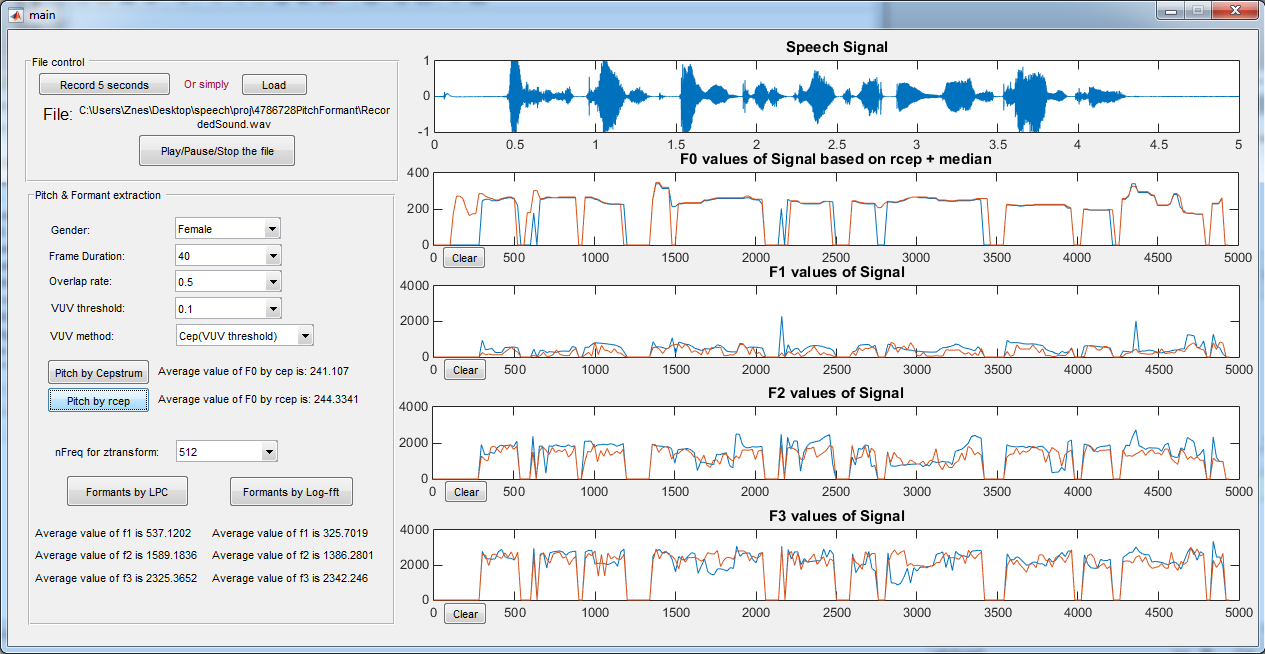 main
File control
Record 5 seconds Or simply Load
File: C:\Users\Znes\Desktop\speech\proj\4786728PitchFormant\Recor
dedSound.wav
Play/Pause/Stop the file
Pitch & Formant extraction
Gender: Female
Frame Duration: 40
Overlap rate: 0.5
VUV threshold: 0.1
VUV method: Cep(VUV threshold)
Pitch by Cepstrum Average value of F0 by cep is: 241.107
Pitch by rcep Average value of F0 by rcep is: 244.3341
nFreq for ztransform: 512
Formants by LPC Formants by Log-fft
Average value of f1 is 537.1202 Average value of f1 is 325.7019
Average value of f2 is 1589.1836 Average value of f2 is 1386.2801
Average value of f3 is 2325.3652 Average value of f3 is 2342.246
Speech Signal
1
0
-1
0 0.5 1 1.5 2 2.5 3 3.5 4 4.5 5
F0 values of Signal based on rcep + median
400
200
0
0 Clear 500 1000 1500 2000 2500 3000 3500 4000 4500 5000
F1 values of Signal
4000
2000
0
0 Clear 500 1000 1500 2000 2500 3000 3500 4000 4500 5000
F2 values of Signal
4000
2000
0
0 Clear 500 1000 1500 2000 2500 3000 3500 4000 4500 5000
F3 values of Signal
4000
2000
0
0 Clear 500 1000 1500 2000 2500 3000 3500 4000 4500 5000